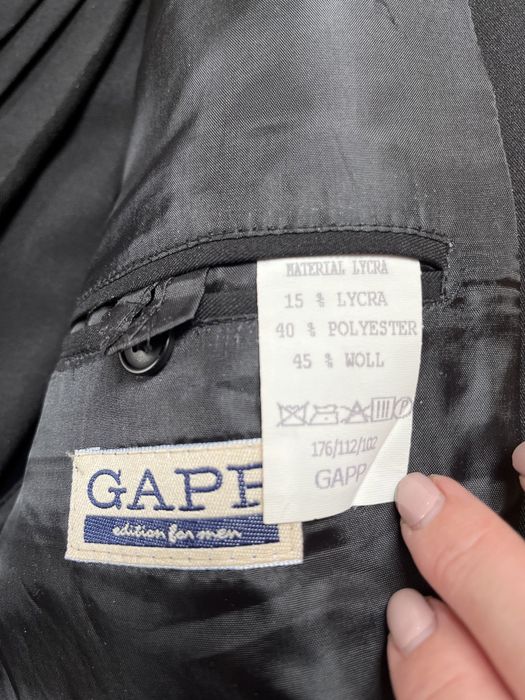 MATERIAL LYCRA
15 % LYCRA
40 % POLYESTER
45 % WOLL
P
176/112/102
GAPP
GAPP
edition for men